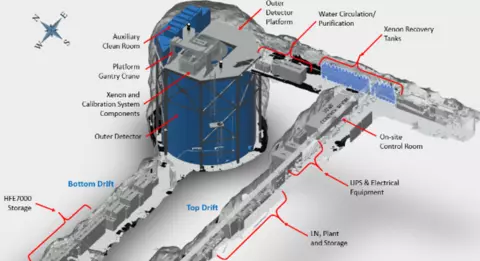 N
W
E
S
Outer
Detector
Platform
Water Circulation/
Purification
Xenon Recovery
Tanks
Auxiliary
Clean Room
Platform
Gantry Crane
Xenon and
Calibration System
Components
Outer Detector
On-site
Control Room
Bottom Drift
UPS & Electrical
Equipment
HFE7000
Storage
Top Drift
LN, Plant
and Storage